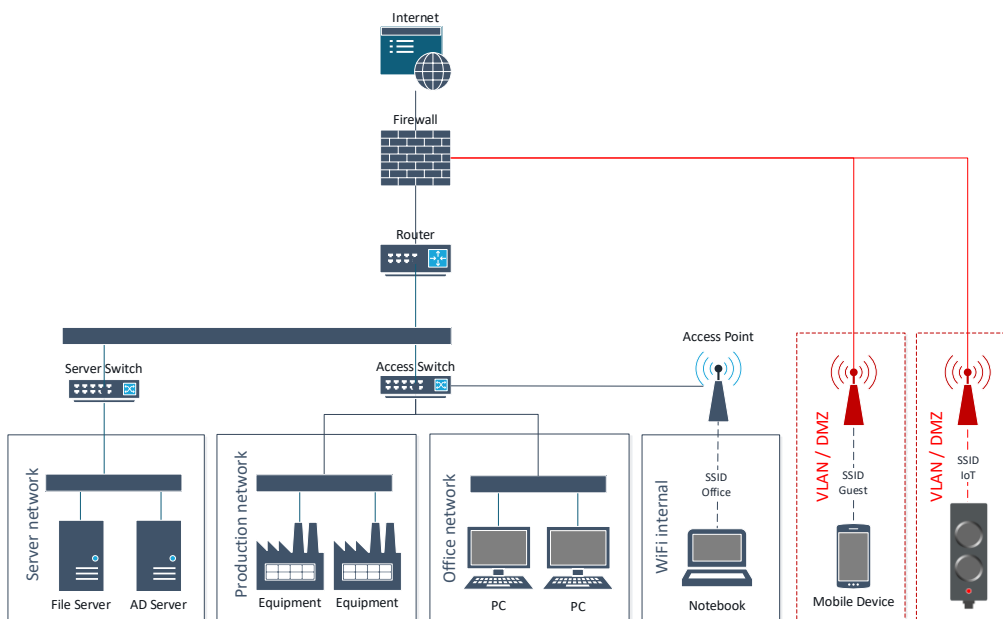 Internet
Firewall
Router
Server Switch
Access Switch
Access Point
Server network
File Server
AD Server
Production network
Equipment
Equipment
Office network
PC
PC
WiFi internal
SSID
Office
Notebook
VLAN / DMZ
SSID
Guest
Mobile Device
VLAN / DMZ
SSID
IoT